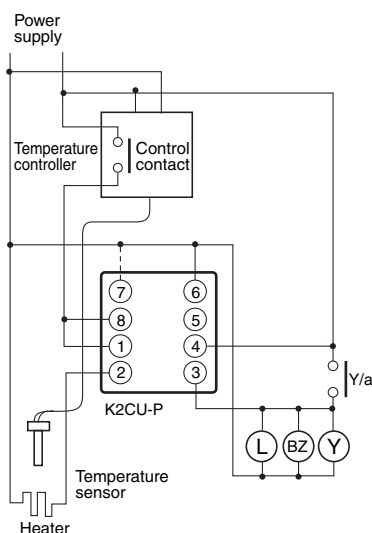 Power
supply
Temperature
controller
Control
contact
7
6
8
5
1
4
2
3
K2CU-P
Y/a
L
BZ
Y
Temperature
sensor
Heater